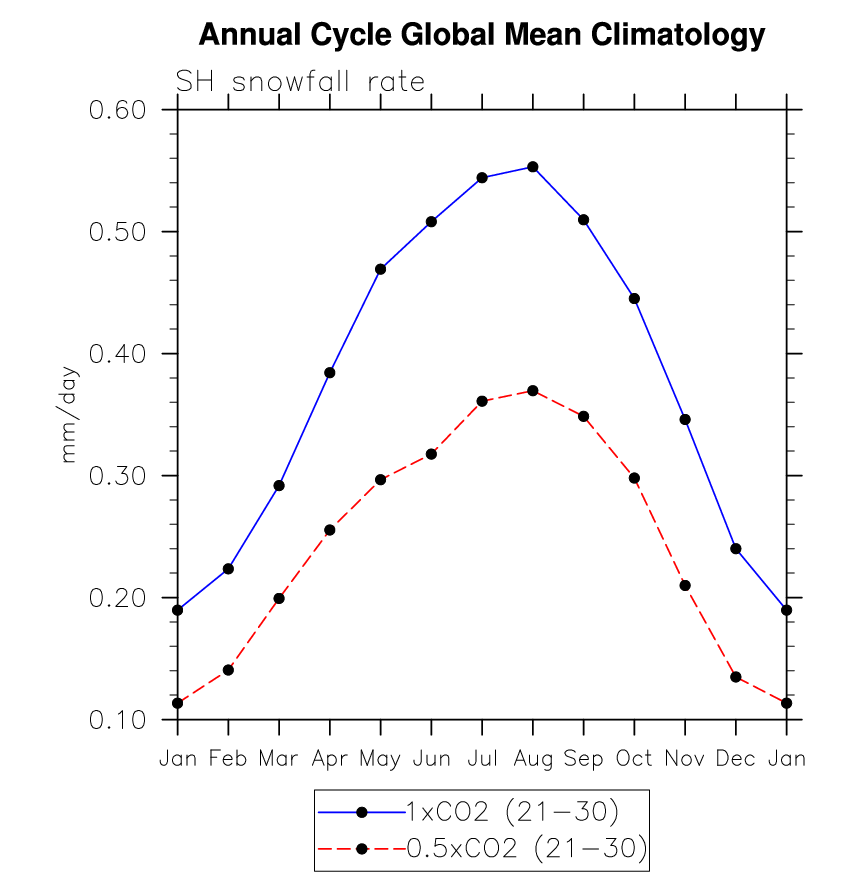 Annual Cycle Global Mean Climatology
SH snowfall rate
0.60
0.50
0.40
0.30
0.20
0.10
mm/day
Jan Feb Mar Apr May Jun Jul Aug Sep Oct Nov Dec Jan
1xCO2 (21-30)
0.5xCO2 (21-30)